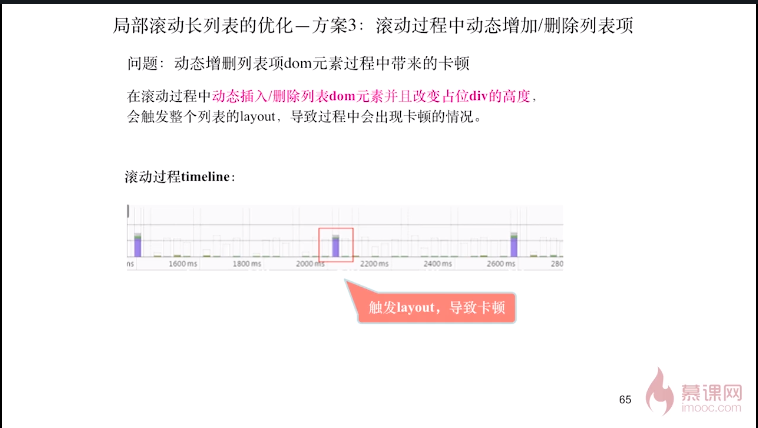 局部滚动长列表的优化—方案3：滚动过程中动态增加/删除列表项
问题：动态增删列表项dom元素过程中带来的卡顿
在滚动过程中动态插入/删除列表dom元素并且改变占位div的高度，
会触发整个列表的layout，导致过程中会出现卡顿的情况。
滚动过程timeline：
ns 1600 ms 1800 ms 2000 ms 2200 ms 2400 ms 2600 ms 280
触发layout，导致卡顿
65
慕课网
imooc.com